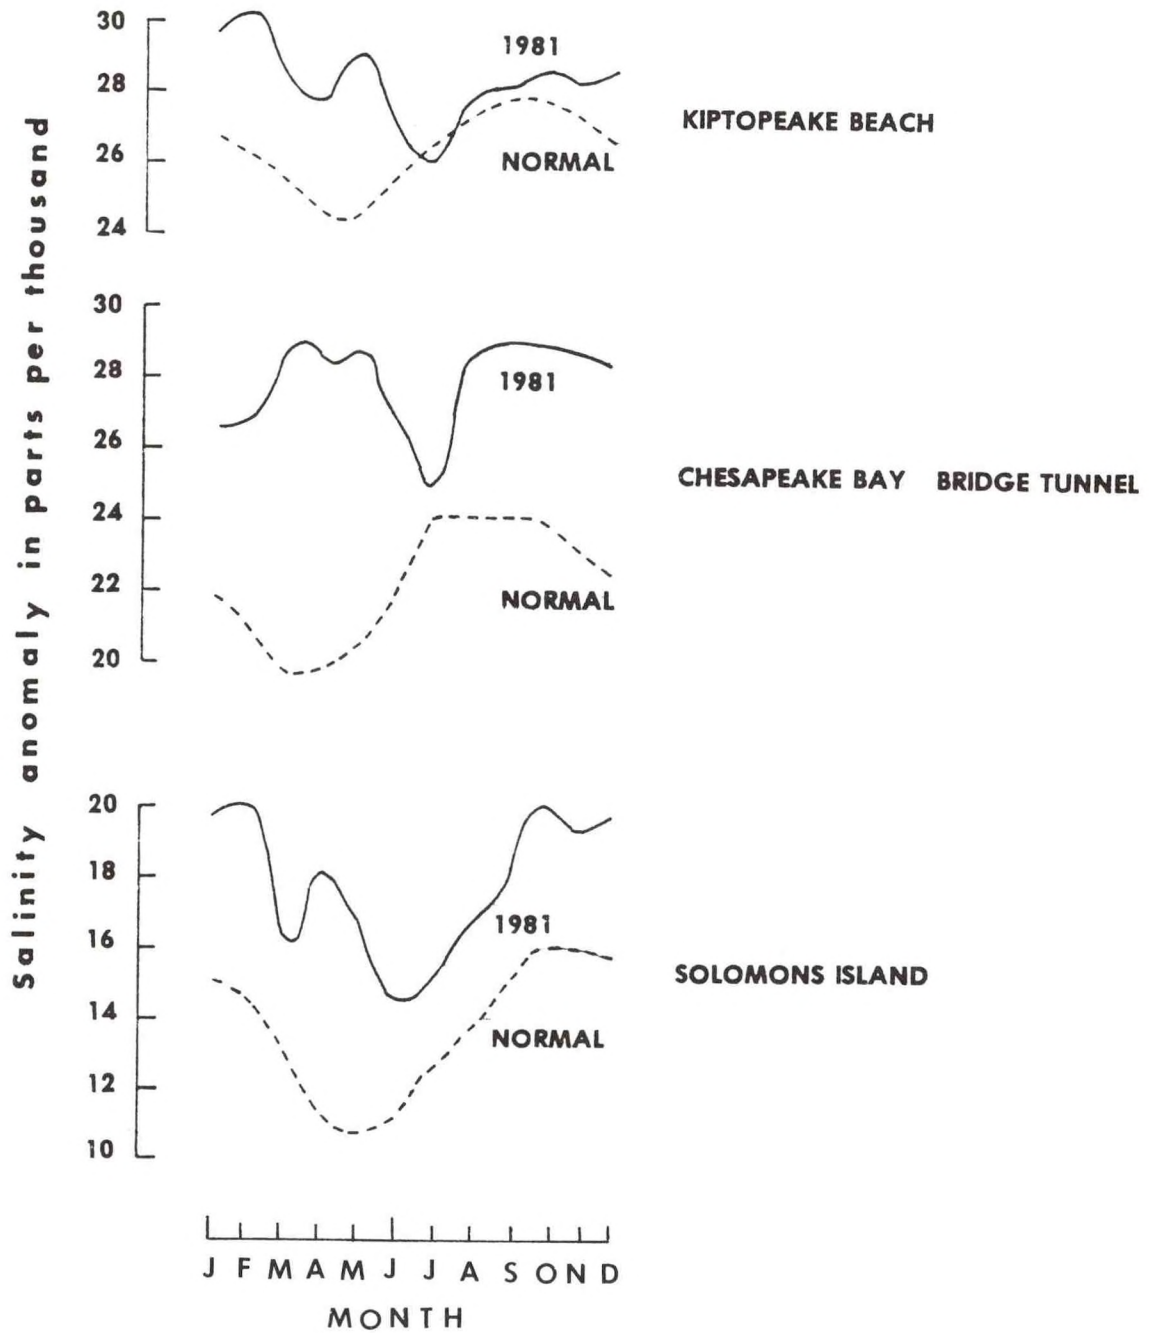 Salinity anomaly in parts per thousand
30
28
26
24
1981
NORMAL
KIPTOPEAKE BEACH
30
28
26
24
22
20
1981
NORMAL
CHESAPEAKE BAY BRIDGE TUNNEL
20
18
16
14
12
10
1981
NORMAL
SOLOMONS ISLAND
J F M A M J J A S O N D
MONTH